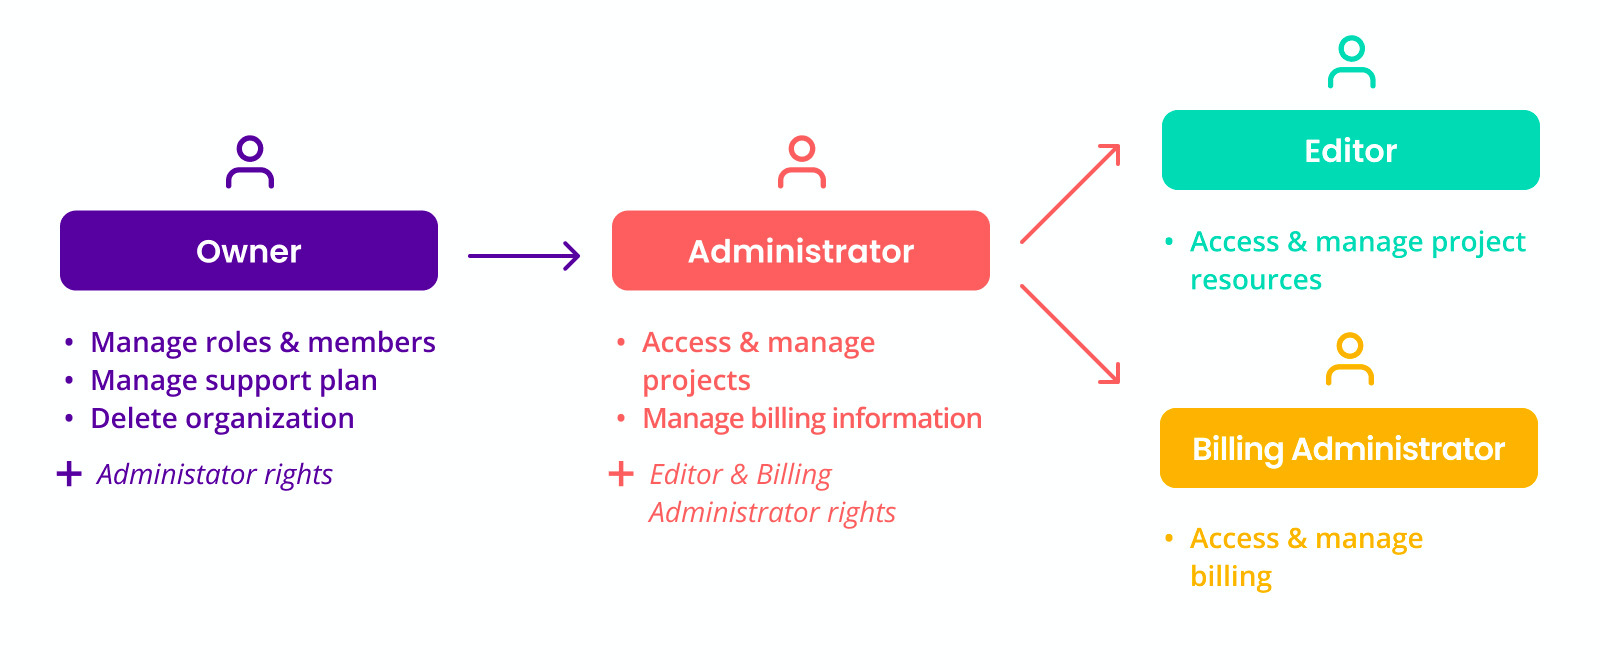 Owner
• Manage roles & members
• Manage support plan
• Delete organization
+ Administator rights
Administrator
• Access & manage
projects
• Manage billing information
+ Editor & Billing
Administrator rights
Editor
• Access & manage project
resources
Billing Administrator
• Access & manage
billing